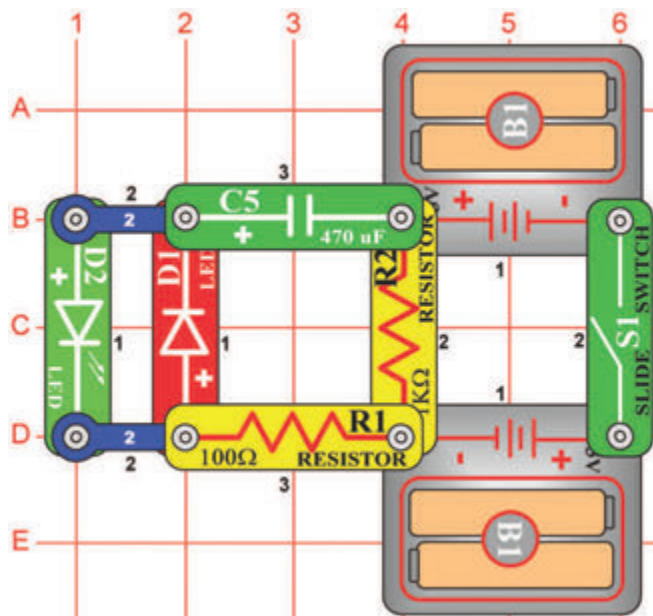 1 2 3 4 5 6
A
B1
3
2
C5
V
+ -
B
2
+
470 uF
D2
+
D1
LED
R2
RESISTOR
1
SWITCH
C
1
1
2
2
S1
LED
+
1KΩ
1
SLIDE
D
2
R1
100Ω
RESISTOR
- +
V
2
3
E
B1